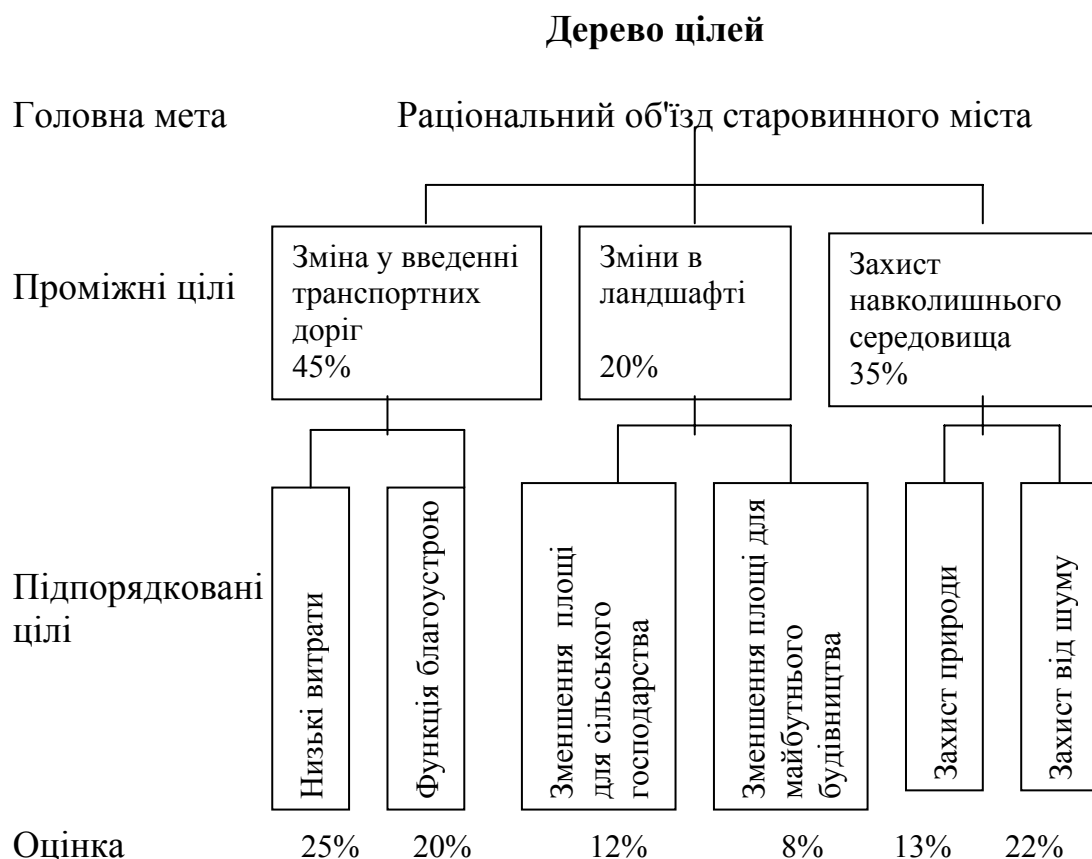 Дерево цілей
Головна мета
Раціональний об'їзд старовинного міста
Проміжні цілі
Зміна у введенні
транспортних
доріг
45%
Зміни в
ландшафті
20%
Захист
навколишнього
середовища
35%
Підпорядковані
цілі
Низькі витрати
Функція благоустрою
Зменшення площі
для сільського
господарства
Зменшення площі для
майбутнього
будівництва
Захист природи
Захист від шуму
Оцінка 25% 20% 12% 8% 13% 22%